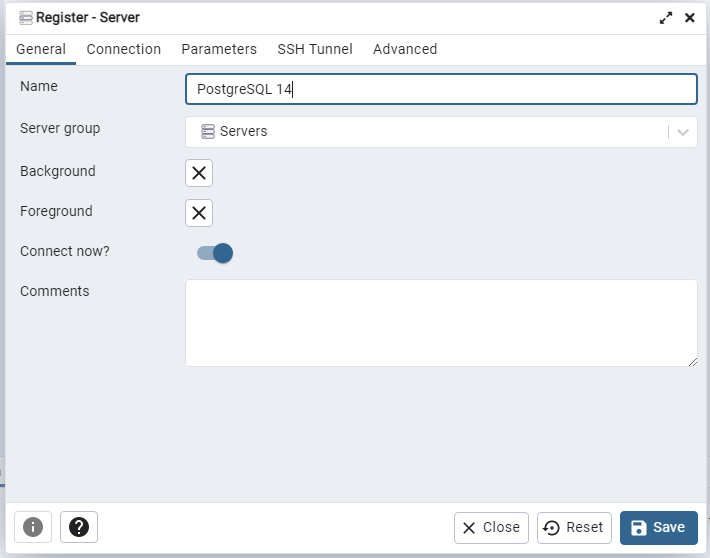 Register - Server
General Connection Parameters SSH Tunnel Advanced
Name PostgreSQL 14
Server group Servers
Background
Foreground
Connect now?
Comments
Close Reset Save